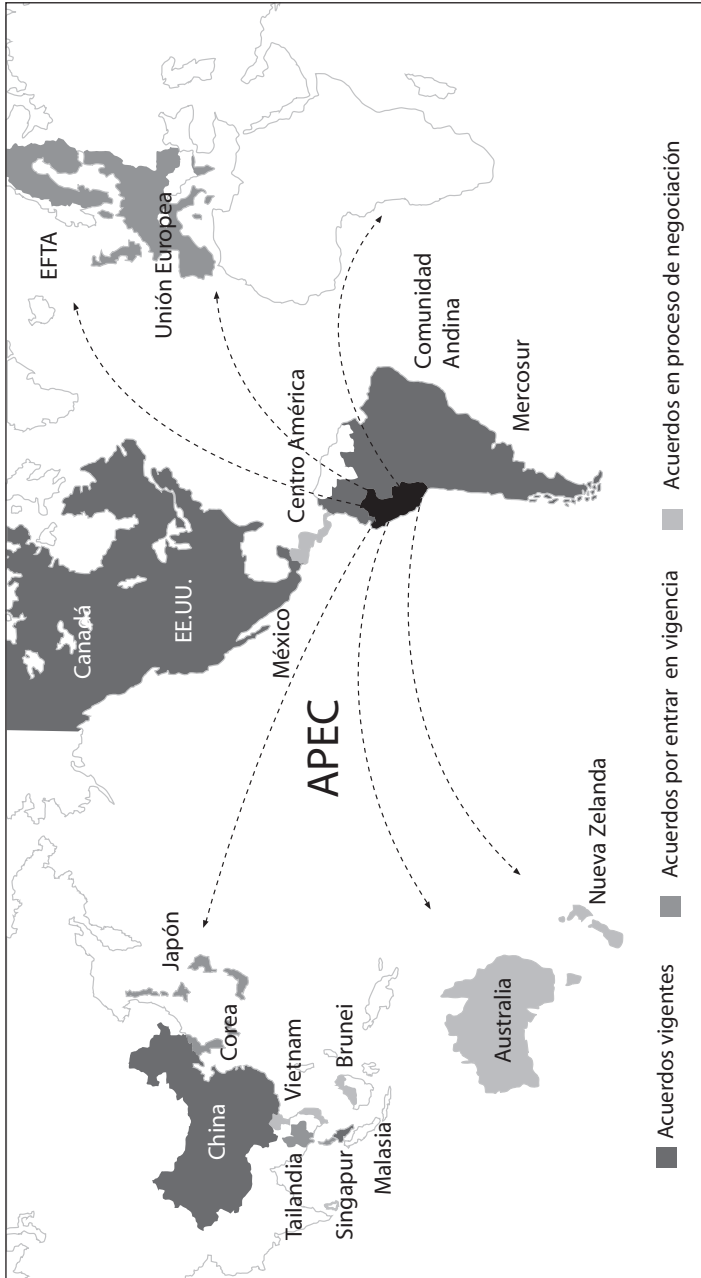 EFTA
Unión Europea
Canadá
EE.UU.
México
Centro América
Comunidad
Andina
Mercosur
APEC
Japón
Corea
China
Vietnam
Tailandia
Brunei
Singapur
Malasia
Australia
Nueva Zelanda
Acuerdos vigentes
Acuerdos por entrar en vigencia
Acuerdos en proceso de negociación